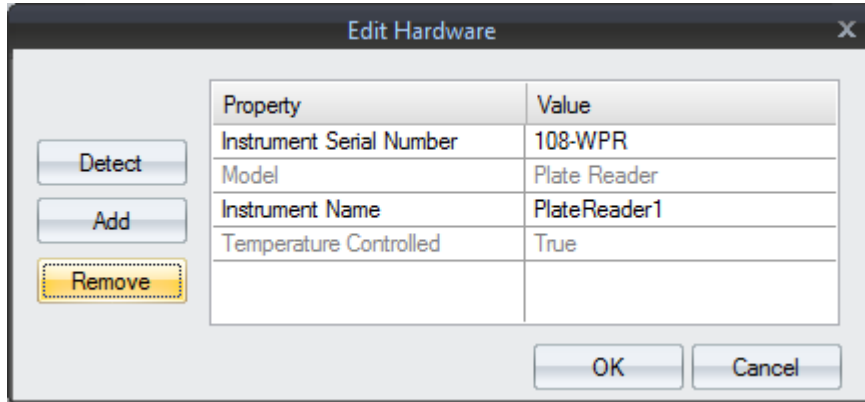 Edit Hardware x
Property Value
Instrument Serial Number 108-WPR
Detect
Model Plate Reader
Add
Instrument Name PlateReader1
Temperature Controlled True
Remove
OK Cancel